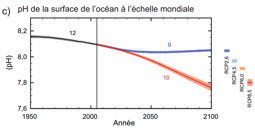 c) pH de la surface de l'océan à l'échelle mondiale
8,2
12
9
8,0
(pH)
7,8
10
7,6
1950
2000
2050
2100
Année
RCP2,6
RCP4,5
RCP6,0
RCP8,5